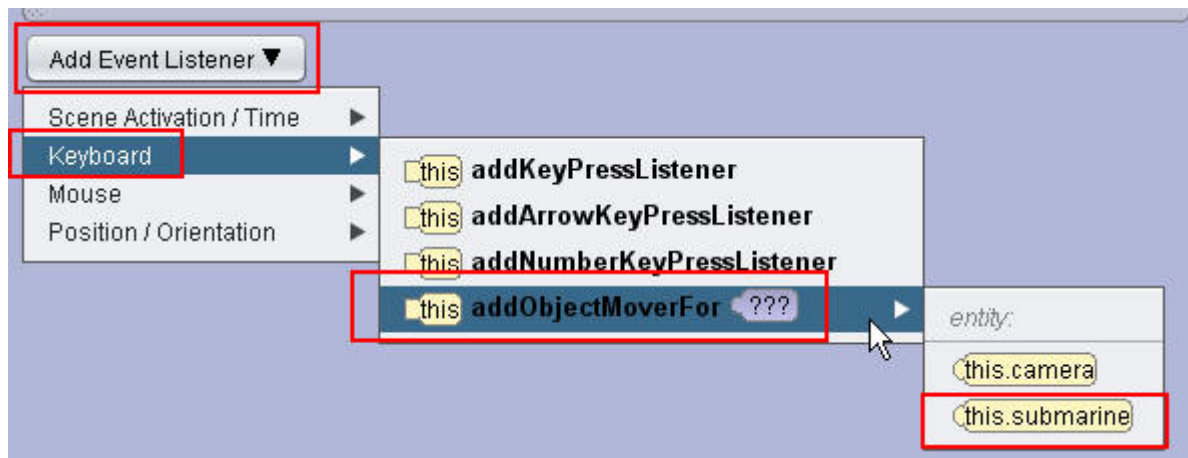 Add Event Listener ▼
Scene Activation / Time
Keyboard
Mouse
Position / Orientation
this addKeyPressListener
this addArrowKeyPressListener
this addNumberKeyPressListener
this addObjectMoverFor ???
entity:
this.camera
this.submarine